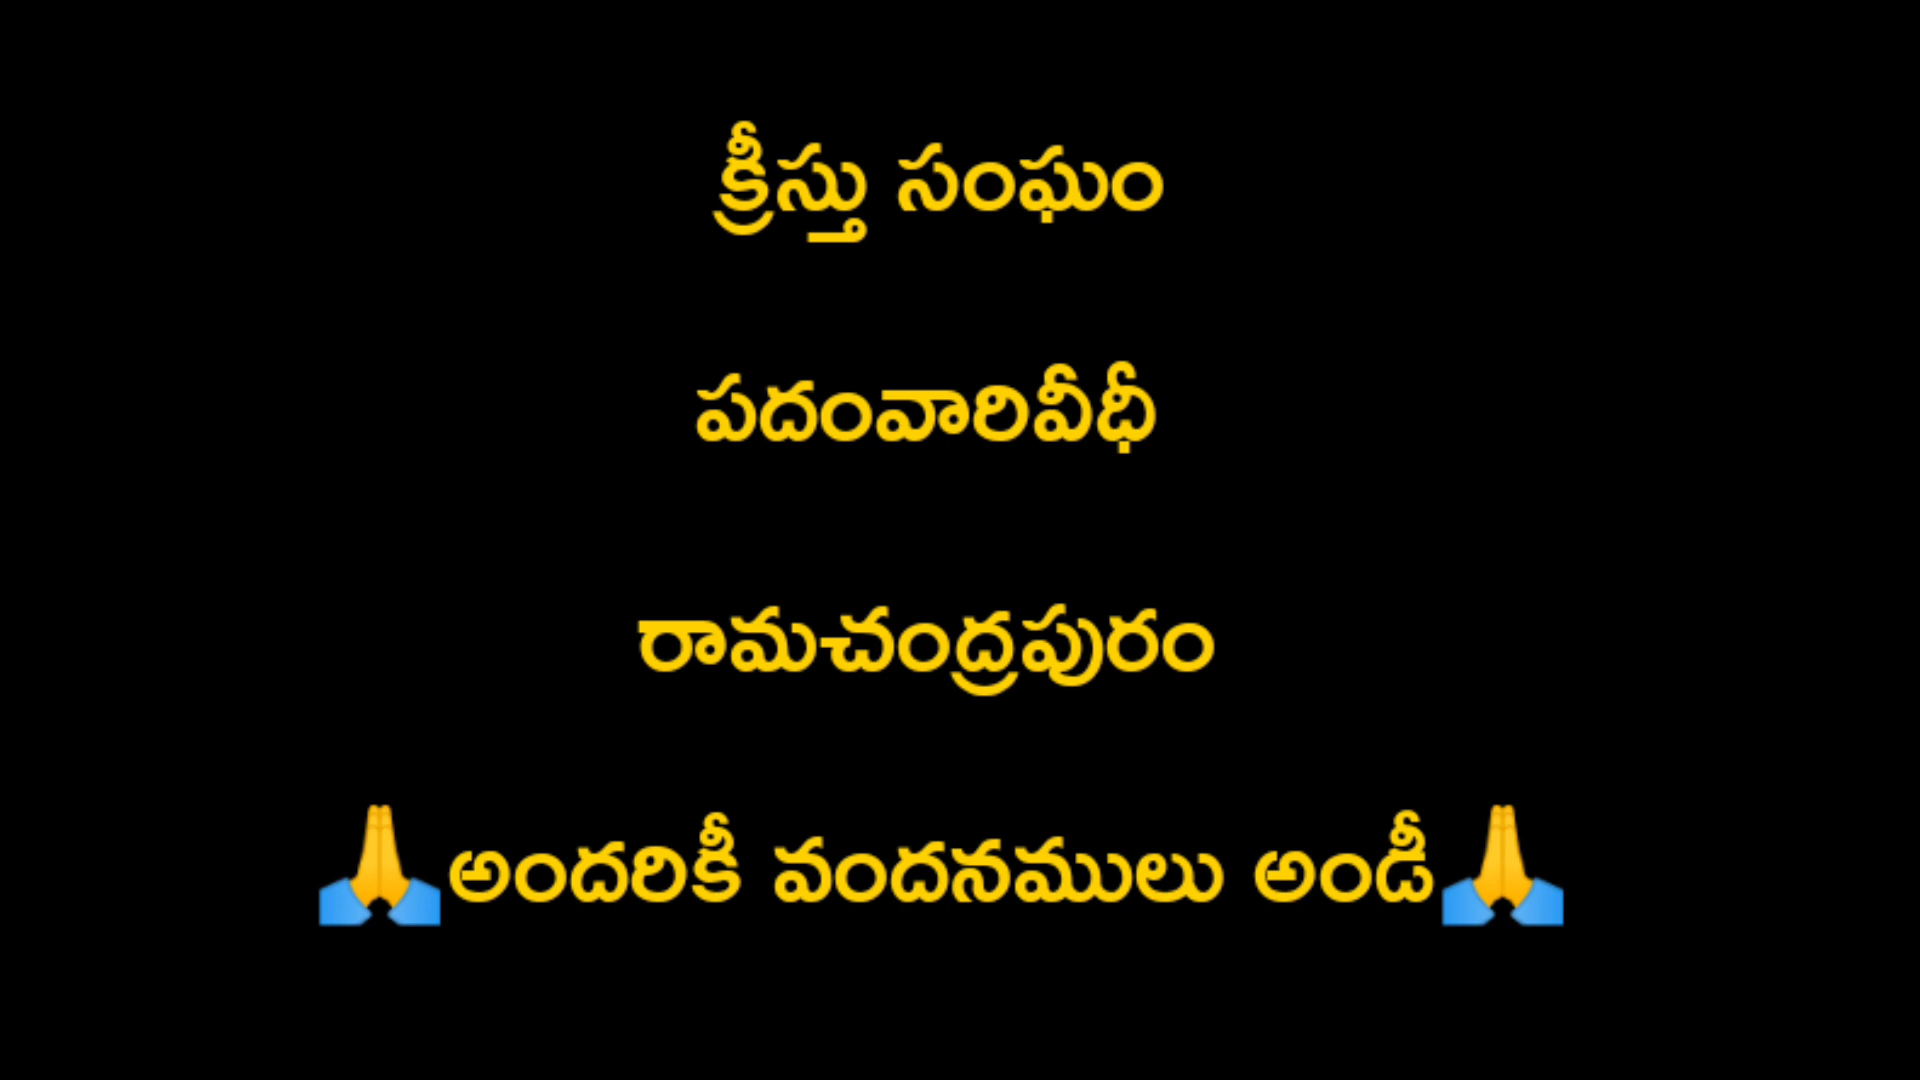 క్రీస్తు సంఘం
పదంవారివీధీ
రామచంద్రపురం
🙏అందరికీ వందనములు అండీ🙏